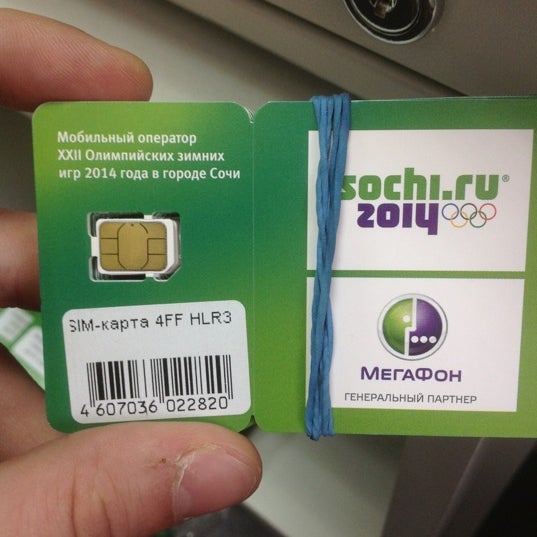 Мобильный оператор
XXII Олимпийских зимних
игр 2014 года в городе Сочи
SIM-карта 4FF HLR3
4 607036 022820
sochi.ru®
2014
МЕГАФОН
ГЕНЕРАЛЬНЫЙ ПАРТНЕР